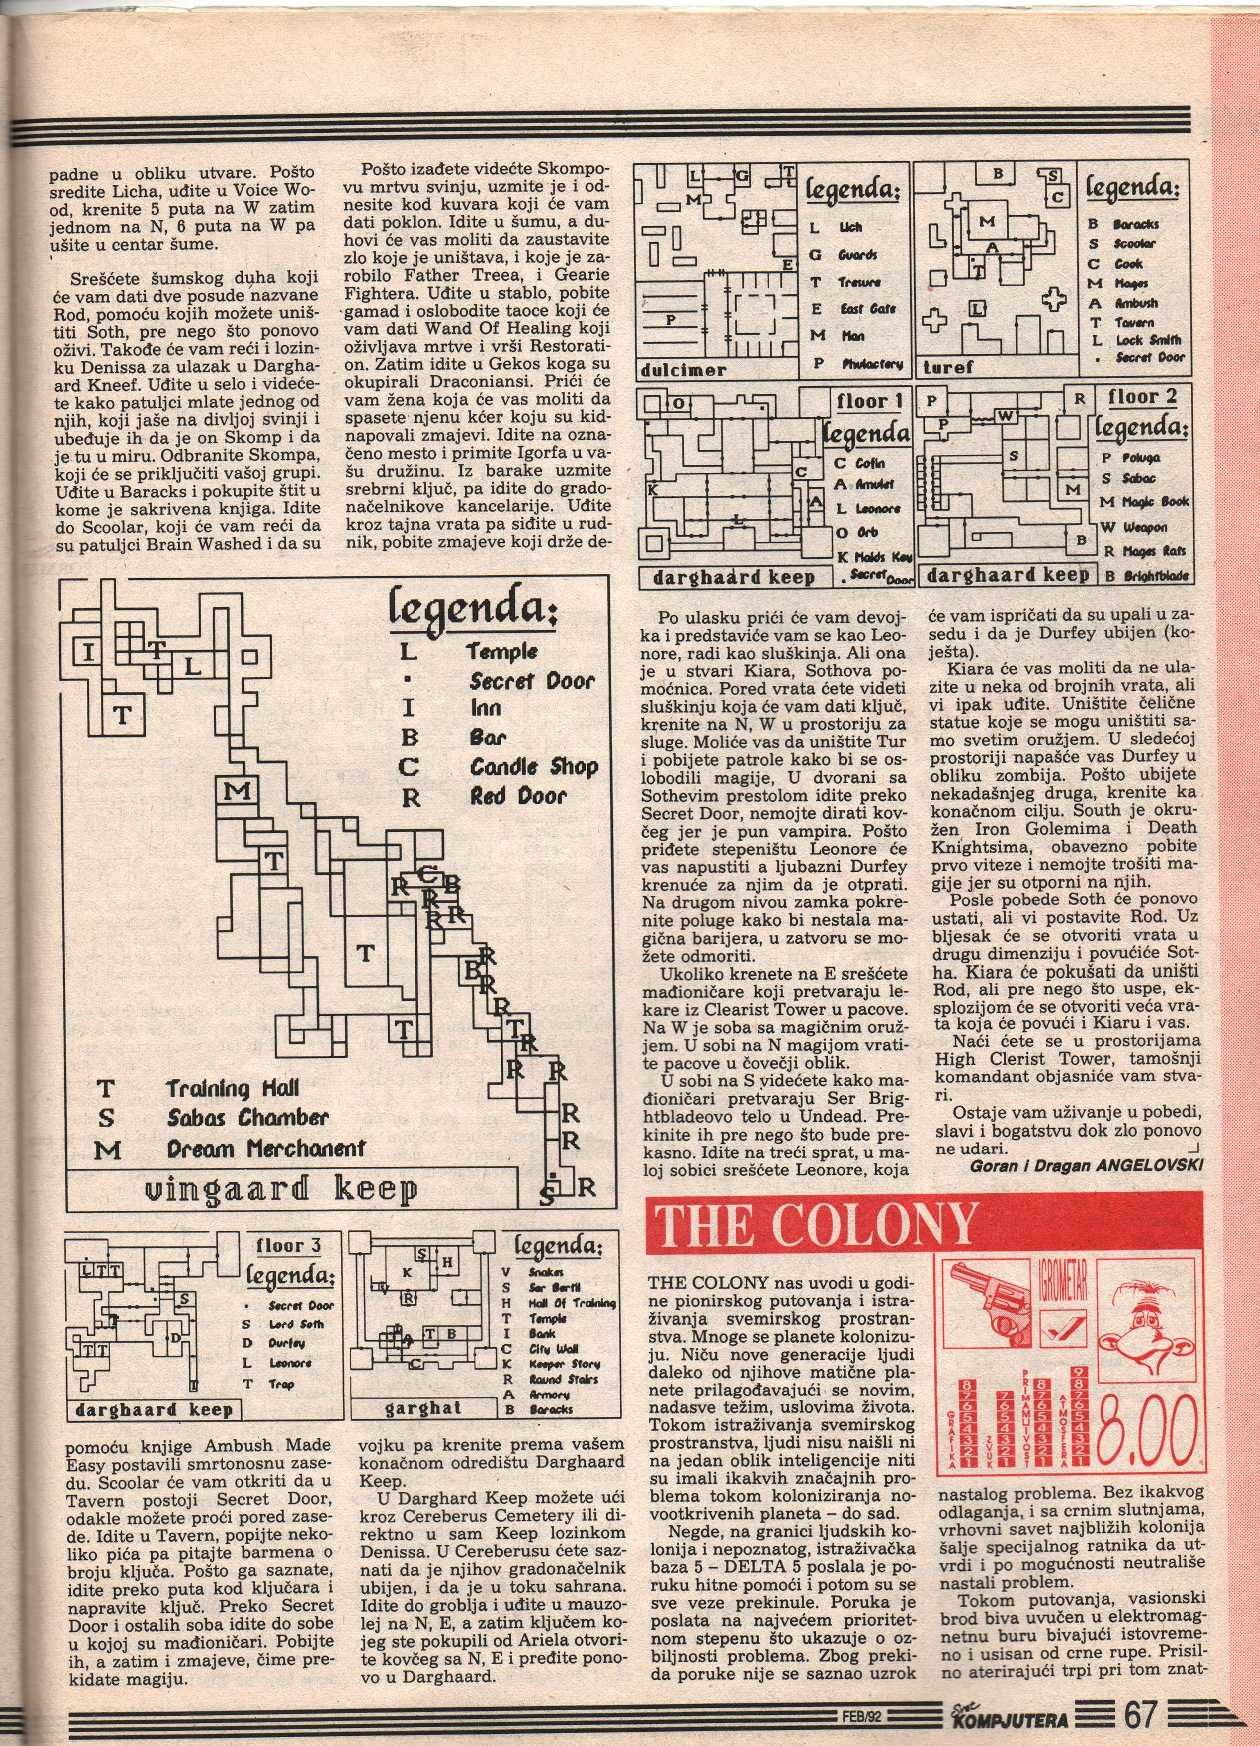 padne u obliku utvare. Pošto
sredite Licha, uđite u Voice Wo-
od, krenite 5 puta na W zatim
jednom na N, 6 puta na W pa
ušite u centar šume.
Srešćete šumskog duha koji
će vam dati dve posude nazvane
Rod, pomoću kojih možete uniš-
titi Soth, pre nego što ponovo
oživi. Takođe će vam reći i lozin-
ku Denissa za ulazak u Dargha-
ard Kneef. Uđite u selo i videće-
te kako patuljci mlate jednog od
njih, koji jaše na divljoj svinji i
ubeđuje ih da je on Skomp i da
je tu u miru. Odbranite Skompa,
koji će se priključiti vašoj grupi.
Uđite u Baracks i pokupite štit u
kome je sakrivena knjiga. Idite
do Scoolar, koji će vam reći da
su patuljci Brain Washed i da su
Pošto izađete videćte Skompo-
vu mrtvu svinju, uzmite je i od-
nesite kod kuvara koji će vam
dati poklon. Idite u šumu, a du-
hovi će vas moliti da zaustavite
zlo koje je uništava, i koje je za-
robilo Father Treea, i Gearie
Fightera. Uđite u stablo, pobite
gamad i oslobodite taoce koji će
vam dati Wand Of Healing koji
oživljava mrtve i vrši Restorati-
on. Zatim idite u Gekos koga su
okupirali Draconiansi. Prići će
vam žena koja će vas moliti da
spasete njenu kćer koju su kid-
napovali zmajevi. Idite na ozna-
čeno mesto i primite Igorfa u va-
šu družinu. Iz barake uzmite
srebrni ključ, pa idite do grado-
načelnikove kancelarije. Uđite
kroz tajna vrata pa siđite u rud-
nik, pobite zmajeve koji drže de-
legenda:
L Lich
G Guards
T Tresure
E East Gate
M Man
P Phulactery
dulcimer
legenda:
B Baracks
S Scoolar
C Cook
M Mages
A Ambush
T Tavern
L Lock Smith
. Secret Door
turef
floor 1
legenda
C Cofin
A Amulet
L Leonore
O Orb
K Maids Key
. Secret Door
darghaard keep
floor 2
legenda:
P Poluga
S Sabac
M Magic Book
W Weapon
R Mages Rats
B Brightblade
darghaard keep
legenda:
L Temple
. Secret Door
I Inn
B Bar
C Candle Shop
R Red Door
T Training Hall
S Sabas Chamber
M Dream Merchanent
vingaard keep
floor 3
legenda:
. Secret Door
S Lord Soth
D Durfey
L Leonore
T Trap
darghaard keep
legenda:
V Snakes
S Ser Bertil
H Hall Of Training
T Temple
I Bank
C City Wall
K Keeper Story
R Round Stairs
A Armory
B Baracks
garghat
pomoću knjige Ambush Made
Easy postavili smrtonosnu zase-
du. Scoolar će vam otkriti da u
Tavern postoji Secret Door,
odakle možete proći pored zase-
de. Idite u Tavern, popijte neko-
liko pića pa pitajte barmena o
broju ključa. Pošto ga saznate,
idite preko puta kod ključara i
napravite ključ. Preko Secret
Door i ostalih soba idite do sobe
u kojoj su mađioničari. Pobijte
ih, a zatim i zmajeve, čime pre-
kidate magiju.
vojku pa krenite prema vašem
konačnom odredištu Darghaard
Keep.
U Darghard Keep možete ući
kroz Cereberus Cemetery ili di-
rektno u sam Keep lozinkom
Denissa. U Cereberusu ćete saz-
nati da je njihov gradonačelnik
ubijen, i da je u toku sahrana.
Idite do groblja i uđite u mauzo-
lej na N, E, a zatim ključem ko-
jeg ste pokupili od Ariela otvori-
te kovčeg sa N, E i pređite pono-
vo u Darghaard.
Po ulasku prići će vam devoj-
ka i predstaviće vam se kao Leo-
nore, radi kao sluškinja. Ali ona
je u stvari Kiara, Sothova po-
moćnica. Pored vrata ćete videti
sluškinju koja će vam dati ključ,
krenite na N, W u prostoriju za
sluge. Moliće vas da uništite Tur
i pobijete patrole kako bi se os-
lobodili magije, U dvorani sa
Sothevim prestolom idite preko
Secret Door, nemojte dirati kov-
čeg jer je pun vampira. Pošto
priđete stepeništu Leonore će
vas napustiti a ljubazni Durfey
krenuće za njim da je otprati.
Na drugom nivou zamka pokre-
nite poluge kako bi nestala ma-
gična barijera, u zatvoru se mo-
žete odmoriti.
Ukoliko krenete na E srešćete
mađioničare koji pretvaraju le-
kare iz Clearist Tower u pacove.
Na W je soba sa magičnim oruž-
jem. U sobi na N magijom vrati-
te pacove u čovečji oblik.
U sobi na S videćete kako ma-
đioničari pretvaraju Ser Brig-
htbladeovo telo u Undead. Pre-
kinite ih pre nego što bude pre-
kasno. Idite na treći sprat, u ma-
loj sobici srešćete Leonore, koja
će vam ispričati da su upali u za-
sedu i da je Durfey ubijen (ko-
ješta).
Kiara će vas moliti da ne ula-
zite u neka od brojnih vrata, ali
vi ipak uđite. Uništite čelične
statue koje se mogu uništiti sa-
mo svetim oružjem. U sledećoj
prostoriji napašće vas Durfey u
obliku zombija. Pošto ubijete
nekadašnjeg druga, krenite ka
konačnom cilju. South je okru-
žen Iron Golemima i Death
Knightsima, obavezno pobite
prvo viteze i nemojte trošiti ma-
gije jer su otporni na njih.
Posle pobede Soth će ponovo
ustati, ali vi postavite Rod. Uz
bljesak će se otvoriti vrata u
drugu dimenziju i povućiće Sot-
ha. Kiara će pokušati da uništi
Rod, ali pre nego što uspe, ek-
splozijom će se otvoriti veća vra-
ta koja će povući i Kiaru i vas.
Naći ćete se u prostorijama
High Clerist Tower, tamošnji
komandant objasniće vam stva-
ri.
Ostaje vam uživanje u pobedi,
slavi i bogatstvu dok zlo ponovo
ne udari.
Goran i Dragan ANGELOVSKI
THE COLONY
THE COLONY nas uvodi u godi-
ne pionirskog putovanja i istra-
živanja svemirskog prostran-
stva. Mnoge se planete kolonizu-
ju. Niču nove generacije ljudi
daleko od njihove matične pla-
nete prilagođavajući se novim,
nadasve težim, uslovima života.
Tokom istraživanja svemirskog
prostranstva, ljudi nisu naišli ni
na jedan oblik inteligencije niti
su imali ikakvih značajnih pro-
blema tokom koloniziranja no-
vootkrivenih planeta – do sad.
Negde, na granici ljudskih ko-
lonija i nepoznatog, istraživačka
baza 5 – DELTA 5 poslala je po-
ruku hitne pomoći i potom su se
sve veze prekinule. Poruka je
poslata na najvećem prioritet-
nom stepenu što ukazuje o oz-
biljnosti problema. Zbog preki-
da poruke nije se saznao uzrok
IGROMETAR
GRAFIKA 8 7 6 5 4 3 2 1
ZVUK 7 6 5 4 3 2 1
PRIMAMLJIVOST 8 7 6 5 4 3 2 1
ATMOSFERA 9 8 7 6 5 4 3 2 1
8.00
nastalog problema. Bez ikakvog
odlaganja, i sa crnim slutnjama,
vrhovni savet najbližih kolonija
šalje specijalnog ratnika da ut-
vrdi i po mogućnosti neutrališe
nastali problem.
Tokom putovanja, vasionski
brod biva uvučen u elektromag-
netnu buru bivajući istovreme-
no i usisan od crne rupe. Prisil-
no aterirajući trpi pri tom znat-
FEB/92 Svet KOMPJUTERA 67